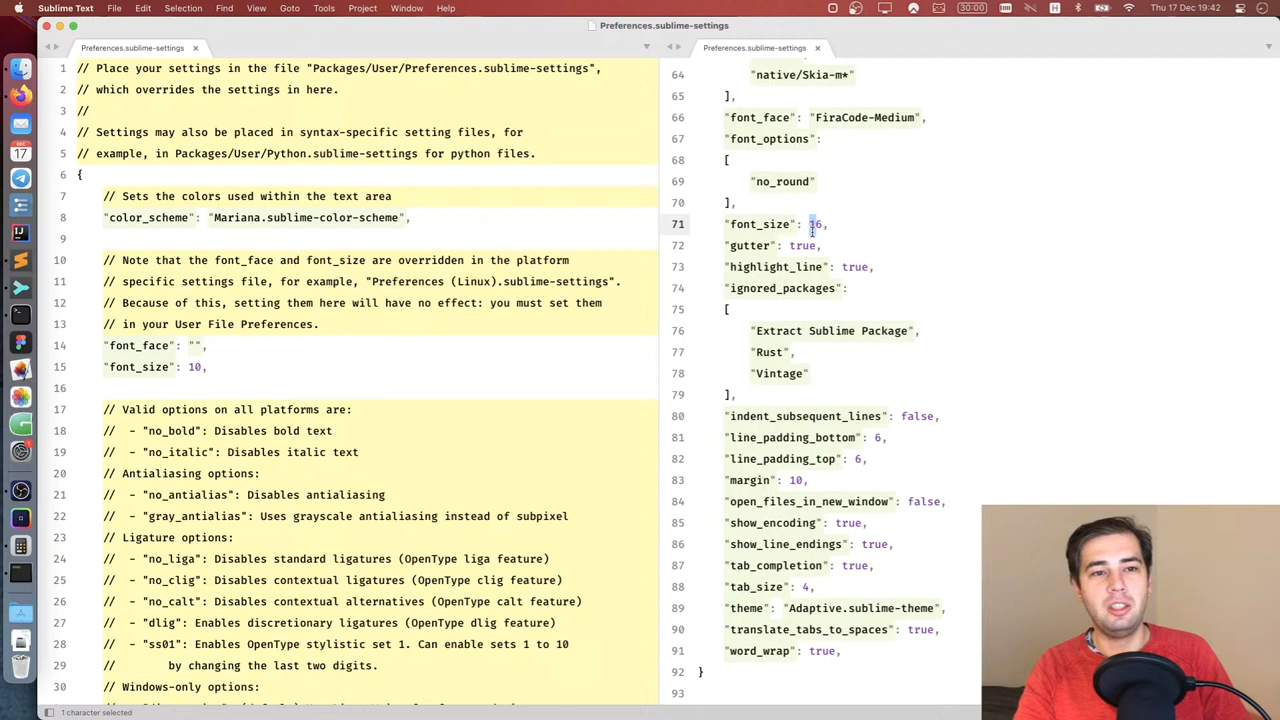 Sublime Text File Edit Selection Find View Goto Tools Project Window Help
30:00
Thu 17 Dec 19:42
Preferences.sublime-settings
Preferences.sublime-settings
Preferences.sublime-settings
DEC
17
1 // Place your settings in the file "Packages/User/Preferences.sublime-settings",
2 // which overrides the settings in here.
3 //
4 // Settings may also be placed in syntax-specific setting files, for
5 // example, in Packages/User/Python.sublime-settings for python files.
6 {
7 // Sets the colors used within the text area
8 "color_scheme": "Mariana.sublime-color-scheme",
9
10 // Note that the font_face and font_size are overridden in the platform
11 // specific settings file, for example, "Preferences (Linux).sublime-settings".
12 // Because of this, setting them here will have no effect: you must set them
13 // in your User File Preferences.
14 "font_face": "",
15 "font_size": 10,
16
17 // Valid options on all platforms are:
18 //  - "no_bold": Disables bold text
19 //  - "no_italic": Disables italic text
20 // Antialiasing options:
21 //  - "no_antialias": Disables antialiasing
22 //  - "gray_antialias": Uses grayscale antialiasing instead of subpixel
23 // Ligature options:
24 //  - "no_liga": Disables standard ligatures (OpenType liga feature)
25 //  - "no_clig": Disables contextual ligatures (OpenType clig feature)
26 //  - "no_calt": Disables contextual alternatives (OpenType calt feature)
27 //  - "dlig": Enables discretionary ligatures (OpenType dlig feature)
28 //  - "ss01": Enables OpenType stylistic set 1. Can enable sets 1 to 10
29 //       by changing the last two digits.
30 // Windows-only options:
64 "native/Skia-m*"
65 ],
66 "font_face": "FiraCode-Medium",
67 "font_options":
68 [
69 "no_round"
70 ],
71 "font_size": 16,
72 "gutter": true,
73 "highlight_line": true,
74 "ignored_packages":
75 [
76 "Extract Sublime Package",
77 "Rust",
78 "Vintage"
79 ],
80 "indent_subsequent_lines": false,
81 "line_padding_bottom": 6,
82 "line_padding_top": 6,
83 "margin": 10,
84 "open_files_in_new_window": false,
85 "show_encoding": true,
86 "show_line_endings": true,
87 "tab_completion": true,
88 "tab_size": 4,
89 "theme": "Adaptive.sublime-theme",
90 "translate_tabs_to_spaces": true,
91 "word_wrap": true,
92 }
93
1 character selected